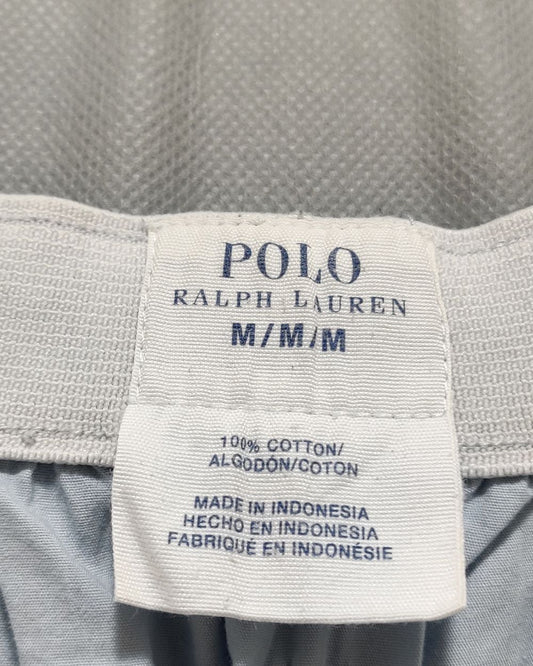 POLO
RALPH LAUREN
M/M/M
100% COTTON/
ALGODÓN/COTON
MADE IN INDONESIA
HECHO EN INDONESIA
FABRIQUÉ EN INDONÉSIE